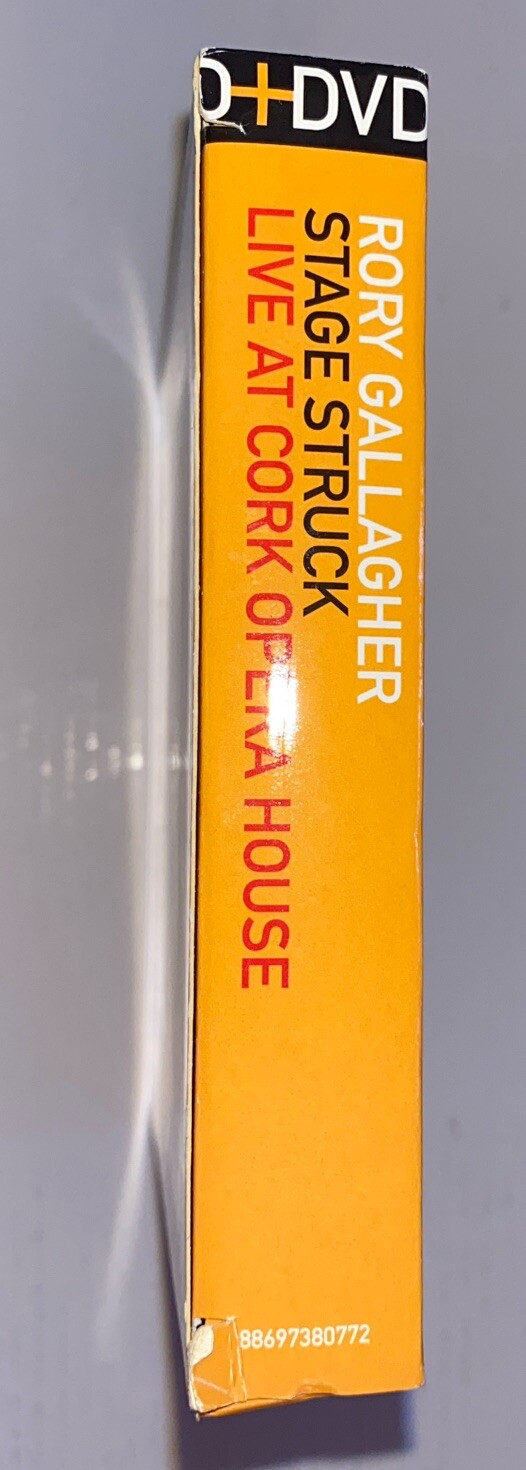 D+DVD
RORY GALLAGHER
STAGE STRUCK
LIVE AT CORK OPERA HOUSE
88697380772